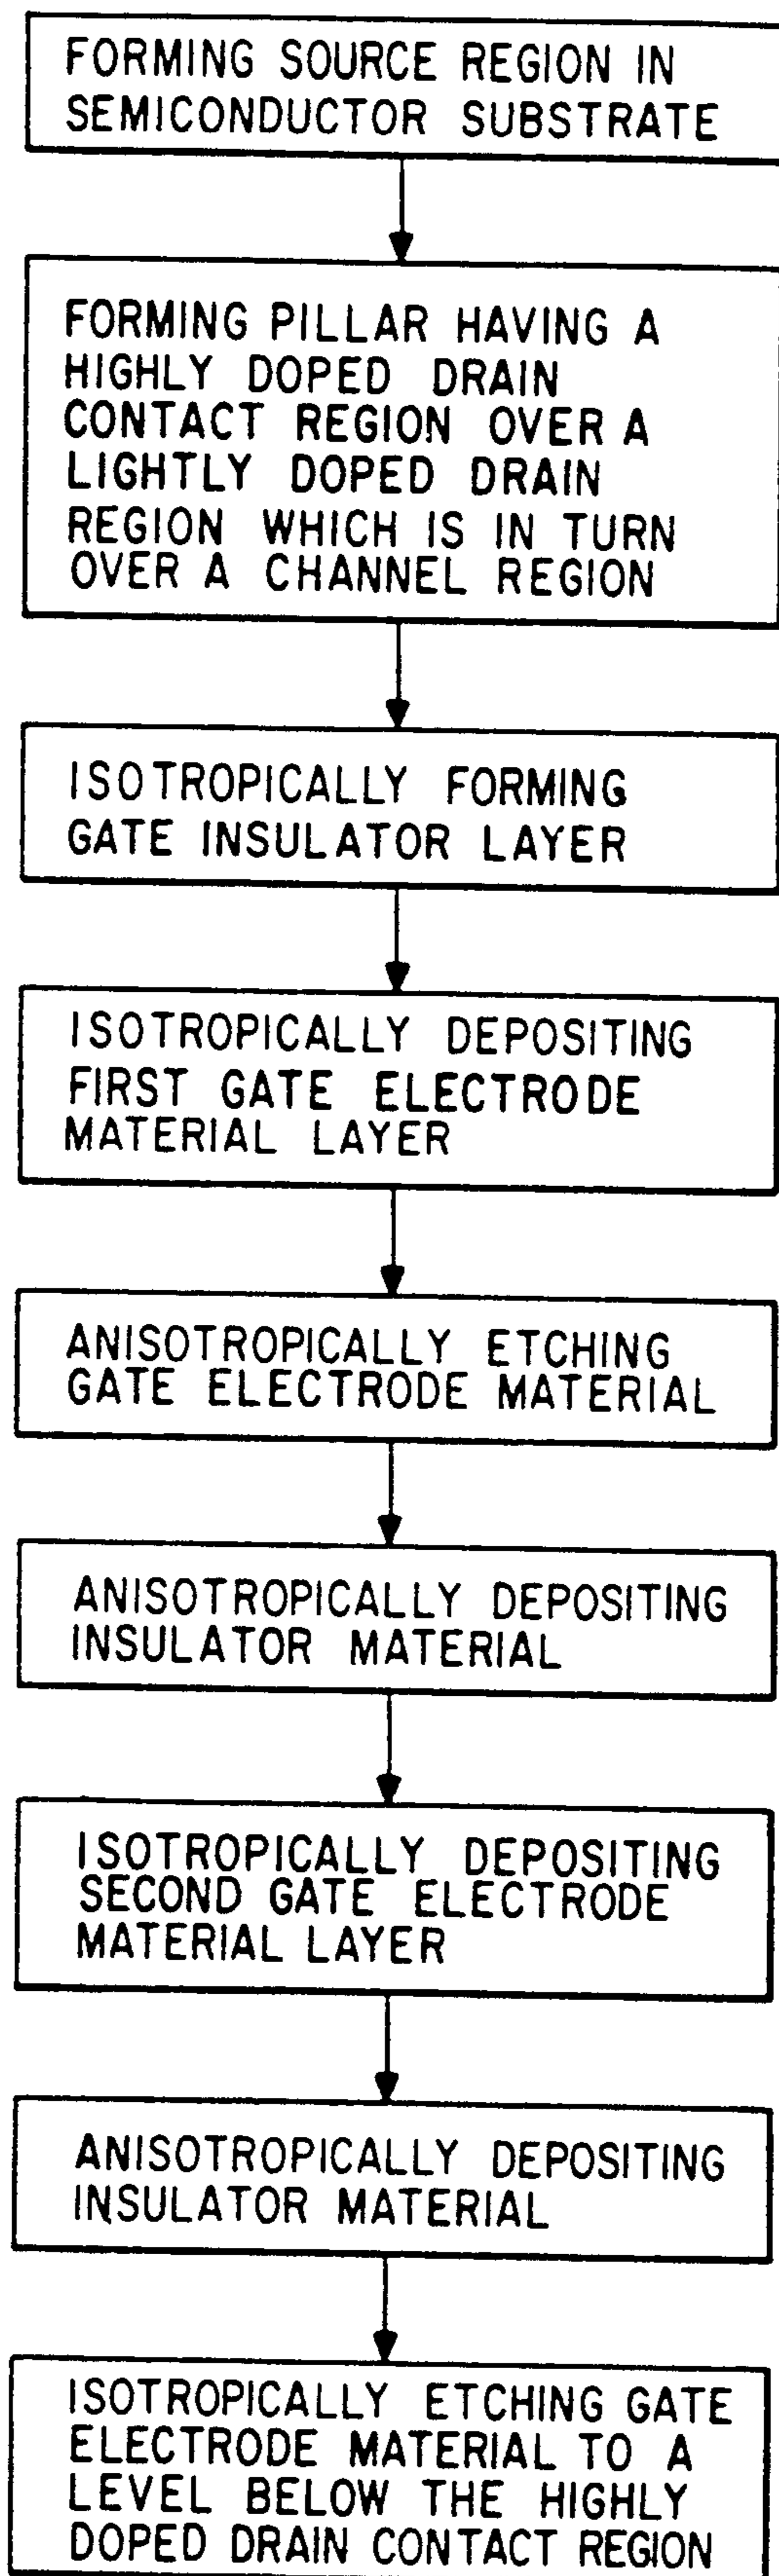 FORMING SOURCE REGION IN
SEMICONDUCTOR SUBSTRATE
FORMING PILLAR HAVING A
HIGHLY DOPED DRAIN
CONTACT REGION OVER A
LIGHTLY DOPED DRAIN
REGION WHICH IS IN TURN
OVER A CHANNEL REGION
ISOTROPICALLY FORMING
GATE INSULATOR LAYER
ISOTROPICALLY DEPOSITING
FIRST GATE ELECTRODE
MATERIAL LAYER
ANISOTROPICALLY ETCHING
GATE ELECTRODE MATERIAL
ANISOTROPICALLY DEPOSITING
INSULATOR MATERIAL
ISOTROPICALLY DEPOSITING
SECOND GATE ELECTRODE
MATERIAL LAYER
ANISOTROPICALLY DEPOSITING
INSULATOR MATERIAL
ISOTROPICALLY ETCHING GATE
ELECTRODE MATERIAL TO A
LEVEL BELOW THE HIGHLY
DOPED DRAIN CONTACT REGION